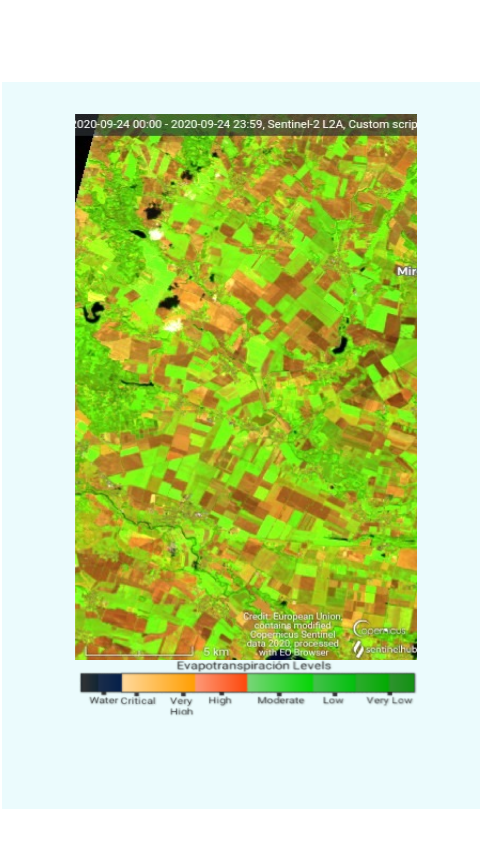 2020-09-24 00:00 - 2020-09-24 23:59, Sentinel-2 L2A, Custom scrip
Mir
Credit: European Union,
contains modified
Copernicus Sentinel
data 2020, processed
with EO Browser
opernicus
sentinelhub
5 km
Evapotranspiración Levels
Water Critical Very High High Moderate Low Very Low